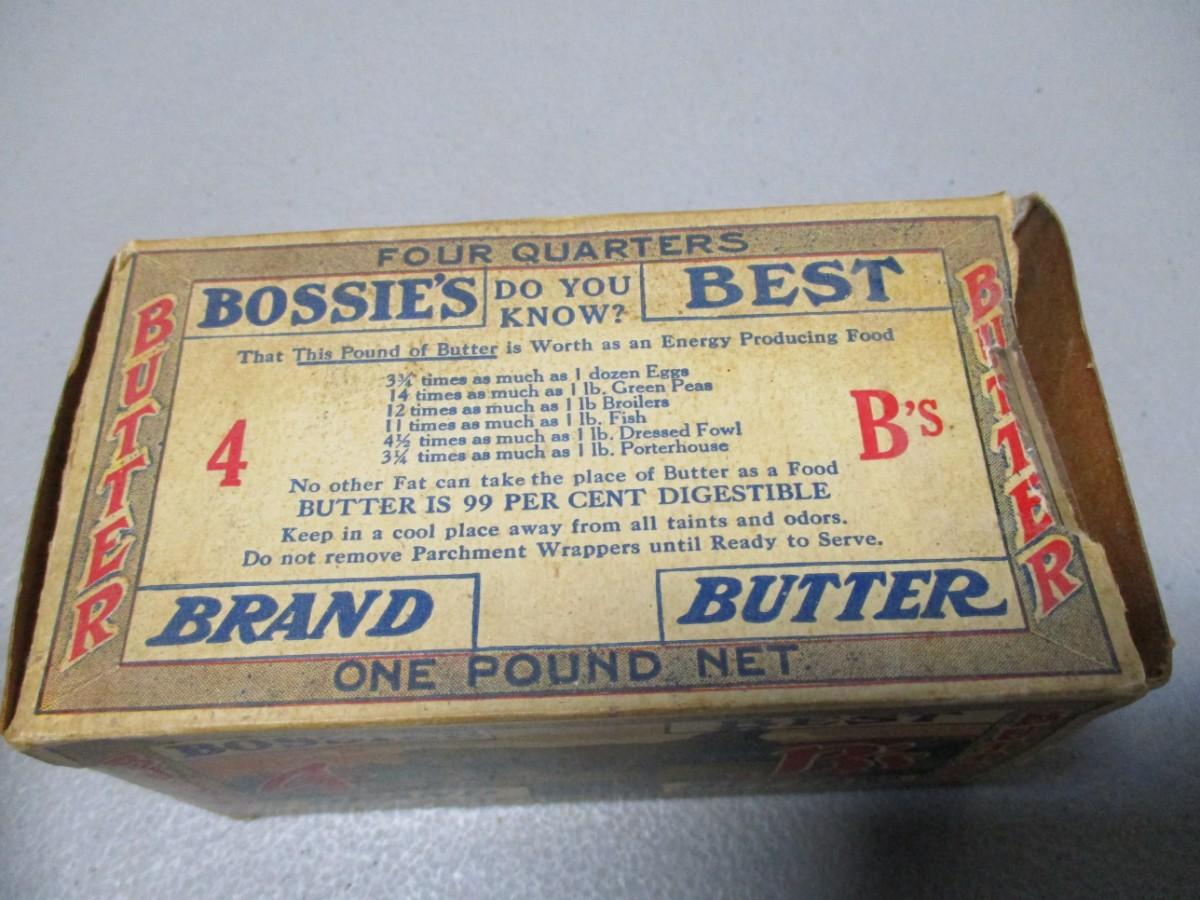 FOUR QUARTERS
BOSSIE'S
DO YOU
KNOW?
BEST
That This Pound of Butter is Worth as an Energy Producing Food
3¾ times as much as 1 dozen Eggs
14 times as much as 1 lb. Green Peas
12 times as much as 1 lb Broilers
11 times as much as 1 lb. Fish
4½ times as much as 1 lb. Dressed Fowl
3¼ times as much as 1 lb. Porterhouse
4
B's
No other Fat can take the place of Butter as a Food
BUTTER IS 99 PER CENT DIGESTIBLE
Keep in a cool place away from all taints and odors.
Do not remove Parchment Wrappers until Ready to Serve.
BRAND
BUTTER
ONE POUND NET
BUTTER
BUTTER
BOSSIE'S
BEST
4
B's